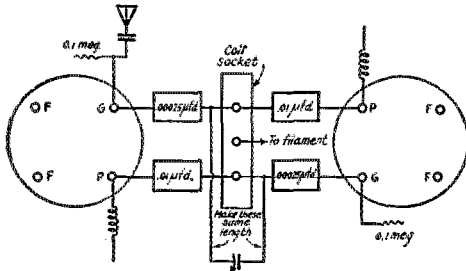 0.1 meg.
Coil
socket
F
G
.00025μfd
.01μfd.
P
F
To filament
F
P
.01μfd.
.00025μfd
G
F
Make these
same
length
0.1 meg